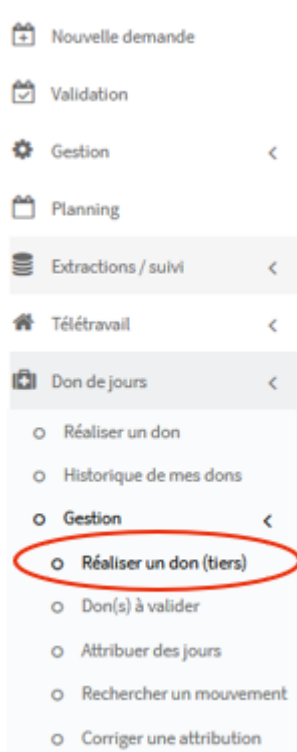 Nouvelle demande
Validation
Gestion
Planning
Extractions / suivi
Télétravail
Don de jours
Réaliser un don
Historique de mes dons
Gestion
Réaliser un don (tiers)
Don(s) à valider
Attribuer des jours
Rechercher un mouvement
Corriger une attribution